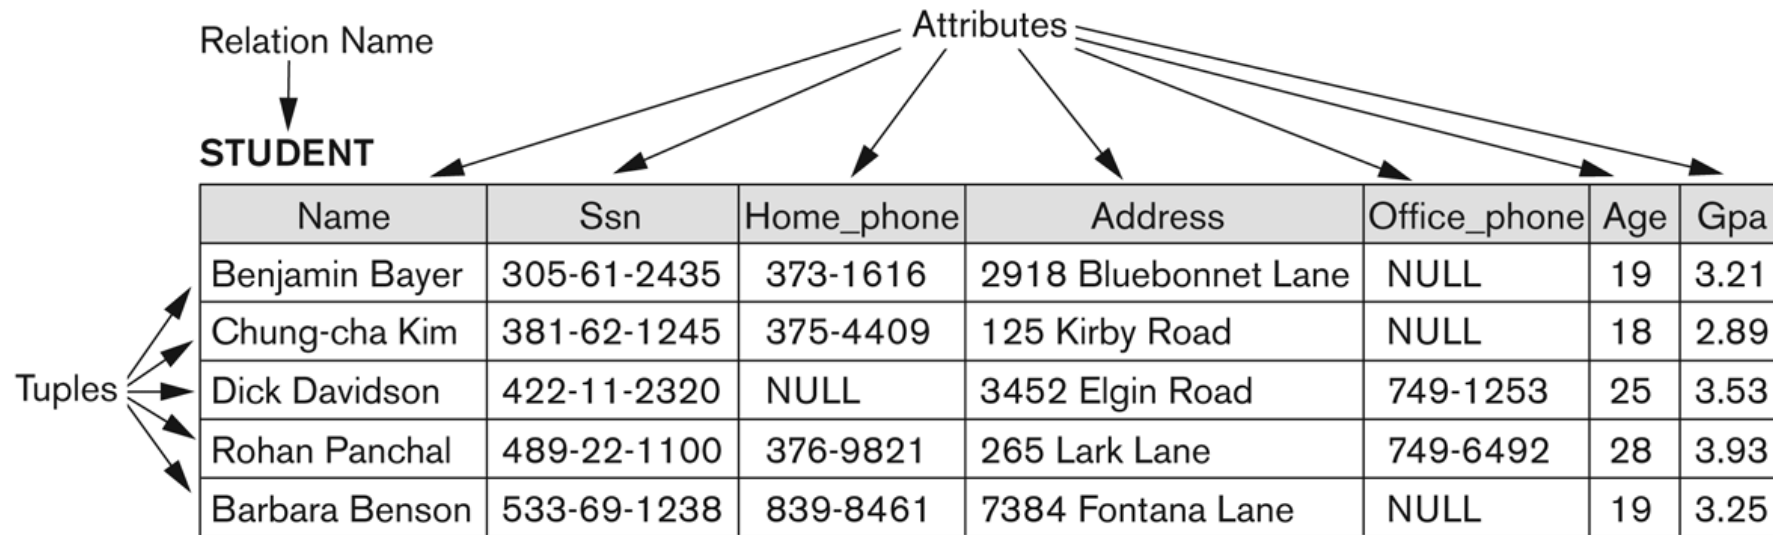 Attributes
Relation Name
STUDENT
Name Ssn Home_phone Address Office_phone Age Gpa
Benjamin Bayer 305-61-2435 373-1616 2918 Bluebonnet Lane NULL 19 3.21
Chung-cha Kim 381-62-1245 375-4409 125 Kirby Road NULL 18 2.89
Tuples Dick Davidson 422-11-2320 NULL 3452 Elgin Road 749-1253 25 3.53
Rohan Panchal 489-22-1100 376-9821 265 Lark Lane 749-6492 28 3.93
Barbara Benson 533-69-1238 839-8461 7384 Fontana Lane NULL 19 3.25